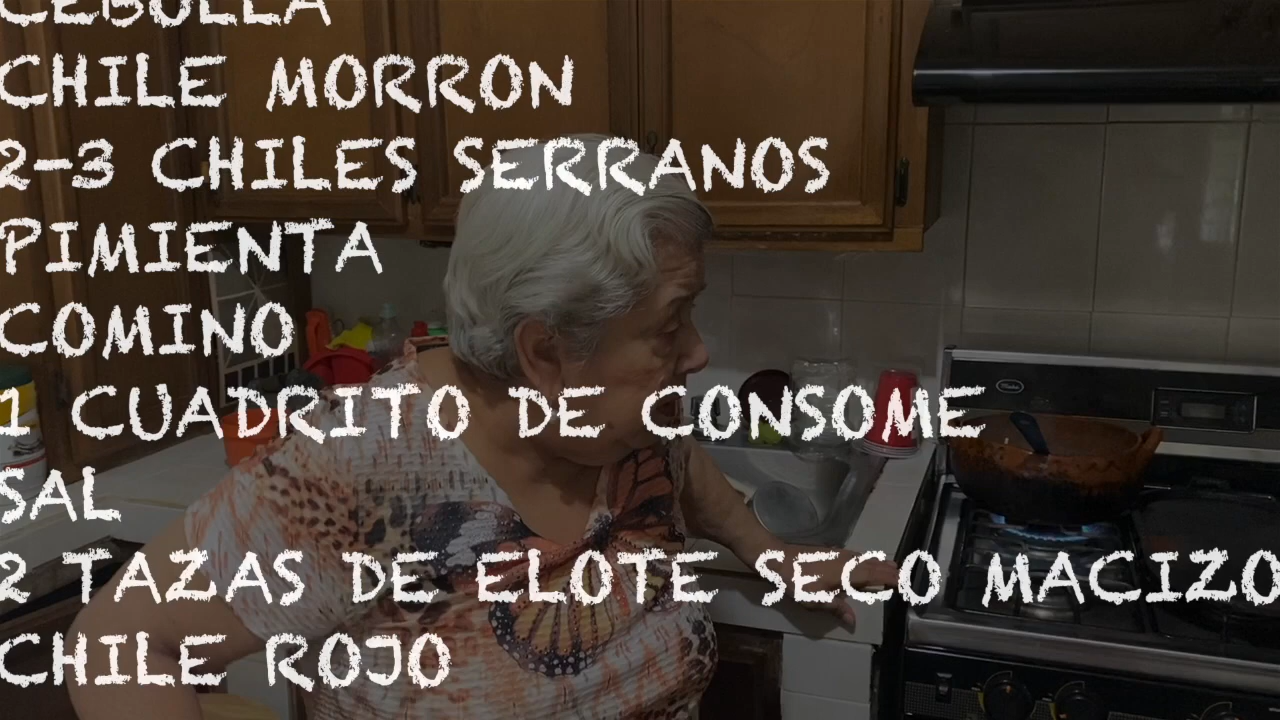 CEBOLLA
CHILE MORRON
2-3 CHILES SERRANOS
PIMIENTA
COMINO
1 CUADRITO DE CONSOME
SAL
2 TAZAS DE ELOTE SECO MACIZO
CHILE ROJO